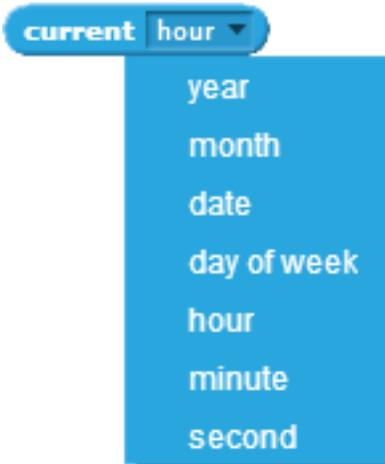 current hour
year
month
date
day of week
hour
minute
second